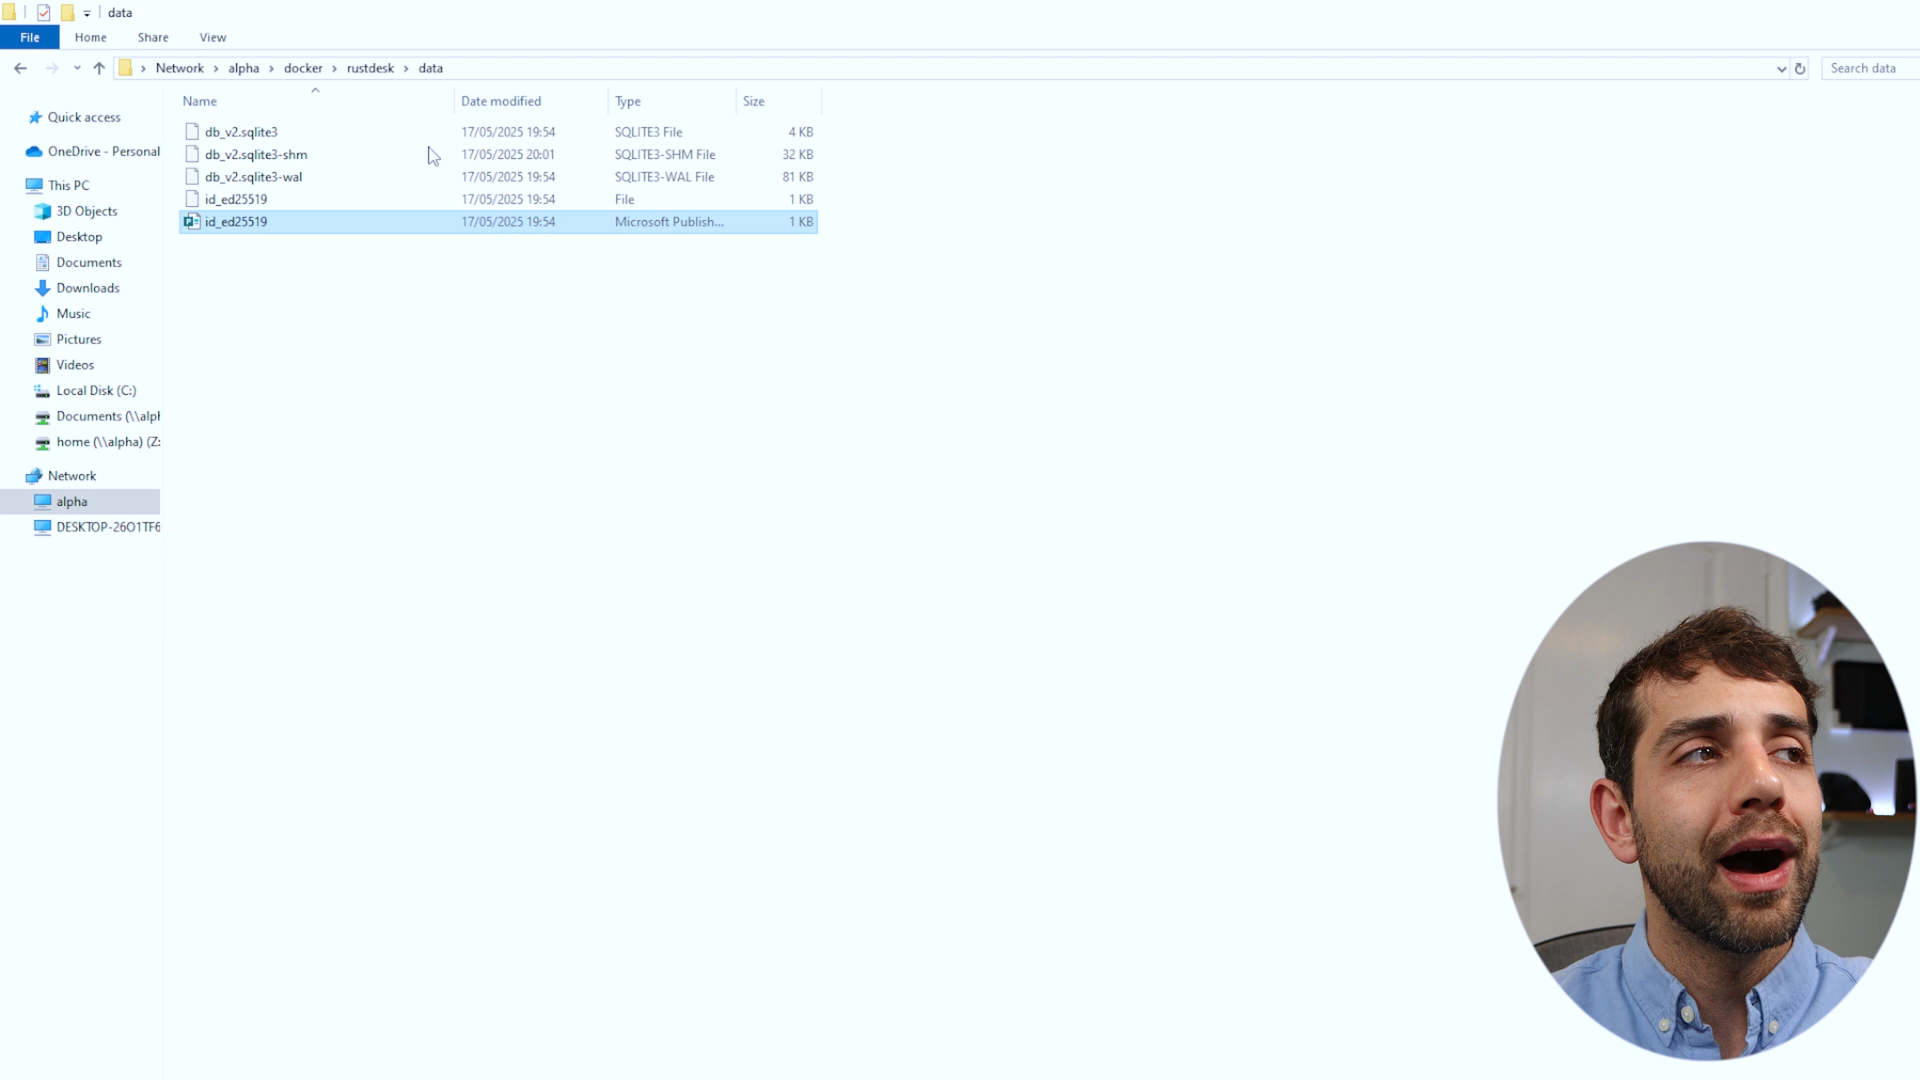 data
File Home Share View
Network alpha docker rustdesk data Search data
Name Date modified Type Size
db_v2.sqlite3 17/05/2025 19:54 SQLITE3 File 4 KB
db_v2.sqlite3-shm 17/05/2025 20:01 SQLITE3-SHM File 32 KB
db_v2.sqlite3-wal 17/05/2025 19:54 SQLITE3-WAL File 81 KB
id_ed25519 17/05/2025 19:54 File 1 KB
id_ed25519 17/05/2025 19:54 Microsoft Publish... 1 KB
Quick access
OneDrive - Personal
This PC
3D Objects
Desktop
Documents
Downloads
Music
Pictures
Videos
Local Disk (C:)
Documents (\\alph
home (\\alpha) (Z:
Network
alpha
DESKTOP-26O1TF6